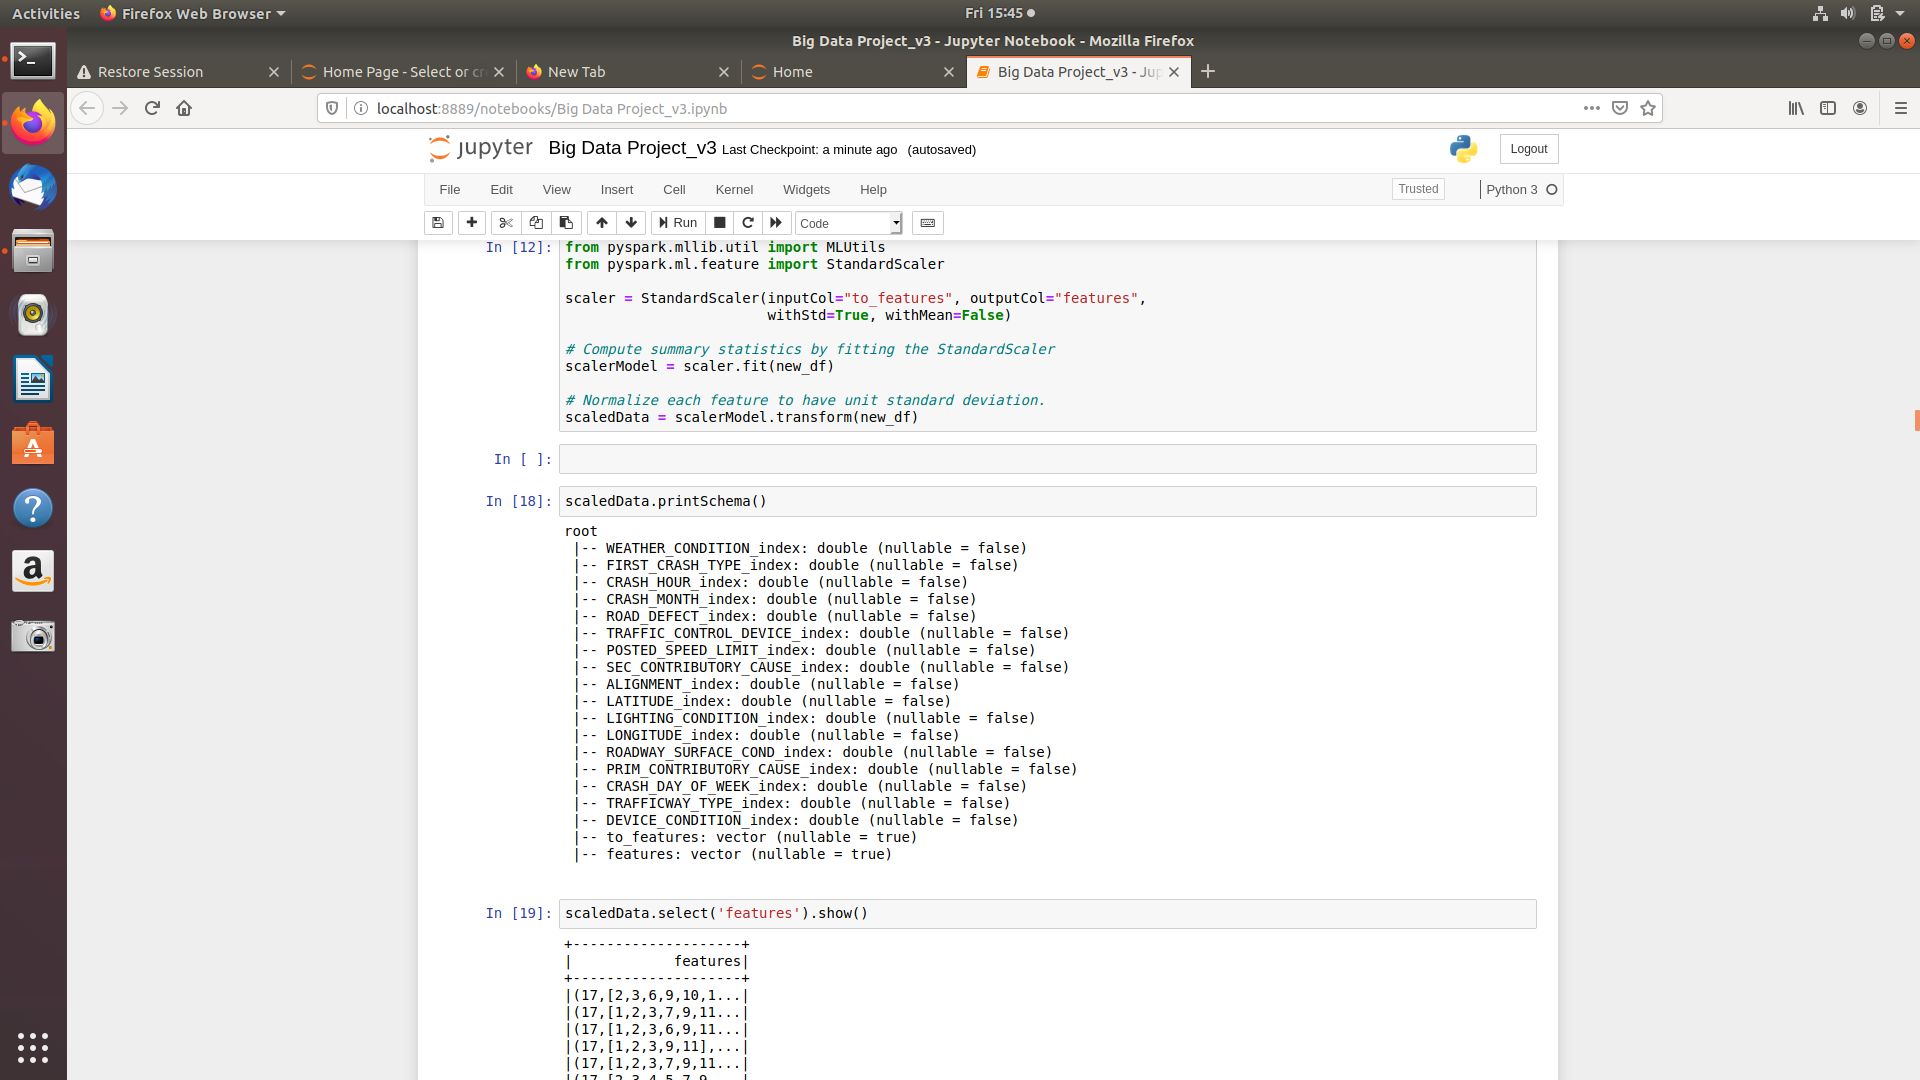 Activities Firefox Web Browser Fri 15:45
Big Data Project_v3 - Jupyter Notebook - Mozilla Firefox
Restore Session Home Page - Select or cr New Tab Home Big Data Project_v3 - Jup
localhost:8889/notebooks/Big Data Project_v3.ipynb
jupyter Big Data Project_v3 Last Checkpoint: a minute ago (autosaved) Logout
File Edit View Insert Cell Kernel Widgets Help Trusted Python 3
Run Code
In [12]: from pyspark.mllib.util import MLUtils
from pyspark.ml.feature import StandardScaler
scaler = StandardScaler(inputCol="to_features", outputCol="features",
withStd=True, withMean=False)
# Compute summary statistics by fitting the StandardScaler
scalerModel = scaler.fit(new_df)
# Normalize each feature to have unit standard deviation.
scaledData = scalerModel.transform(new_df)
In [ ]:
In [18]: scaledData.printSchema()
root
|-- WEATHER_CONDITION_index: double (nullable = false)
|-- FIRST_CRASH_TYPE_index: double (nullable = false)
|-- CRASH_HOUR_index: double (nullable = false)
|-- CRASH_MONTH_index: double (nullable = false)
|-- ROAD_DEFECT_index: double (nullable = false)
|-- TRAFFIC_CONTROL_DEVICE_index: double (nullable = false)
|-- POSTED_SPEED_LIMIT_index: double (nullable = false)
|-- SEC_CONTRIBUTORY_CAUSE_index: double (nullable = false)
|-- ALIGNMENT_index: double (nullable = false)
|-- LATITUDE_index: double (nullable = false)
|-- LIGHTING_CONDITION_index: double (nullable = false)
|-- LONGITUDE_index: double (nullable = false)
|-- ROADWAY_SURFACE_COND_index: double (nullable = false)
|-- PRIM_CONTRIBUTORY_CAUSE_index: double (nullable = false)
|-- CRASH_DAY_OF_WEEK_index: double (nullable = false)
|-- TRAFFICWAY_TYPE_index: double (nullable = false)
|-- DEVICE_CONDITION_index: double (nullable = false)
|-- to_features: vector (nullable = true)
|-- features: vector (nullable = true)
In [19]: scaledData.select('features').show()
+--------------------+
| features|
+--------------------+
|(17,[2,3,6,9,10,1...|
|(17,[1,2,3,7,9,11...|
|(17,[1,2,3,6,9,11...|
|(17,[1,2,3,9,11],...|
|(17,[1,2,3,7,9,11...|
|(17,[2,3,4,5,7,9,...|